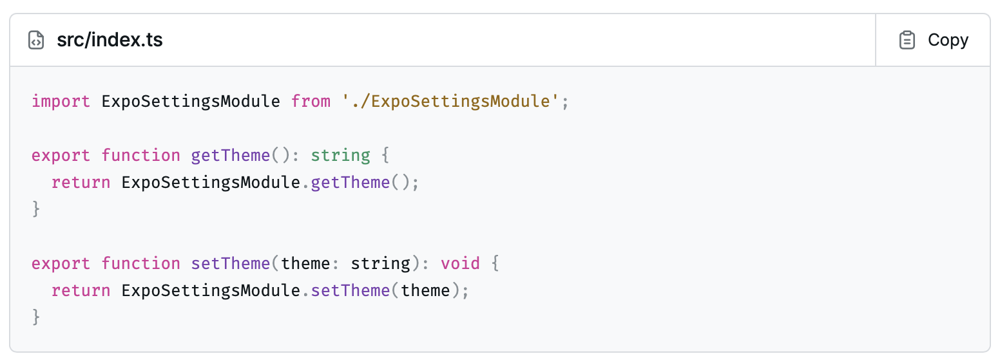 src/index.ts
Copy
import ExpoSettingsModule from './ExpoSettingsModule';
export function getTheme(): string {
  return ExpoSettingsModule.getTheme();
}
export function setTheme(theme: string): void {
  return ExpoSettingsModule.setTheme(theme);
}